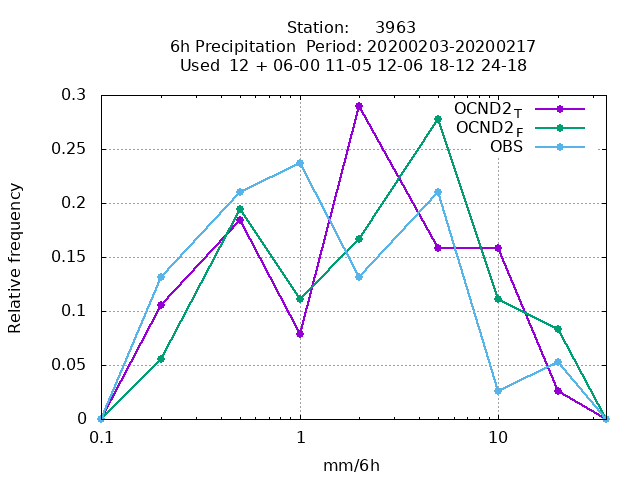 Station: 3963
6h Precipitation Period: 20200203-20200217
Used 12 + 06-00 11-05 12-06 18-12 24-18
0.3
0.25
0.2
0.15
0.1
0.05
0
0.1 1 10
Relative frequency
mm/6h
OCND2_T
OCND2_F
OBS